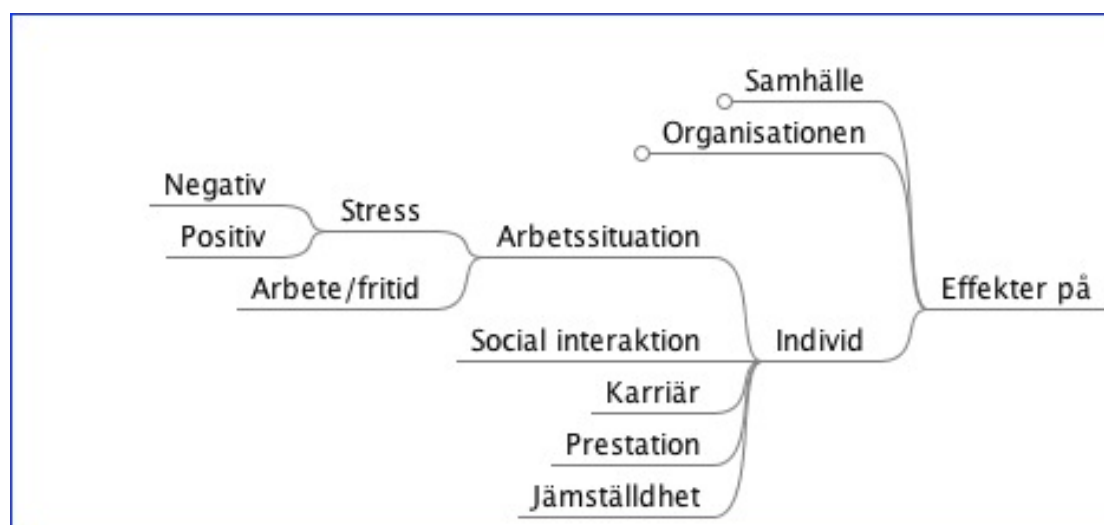 Samhälle
Organisationen
Negativ
Stress
Positiv
Arbetssituation
Arbete/fritid
Effekter på
Social interaktion
Individ
Karriär
Prestation
Jämställdhet